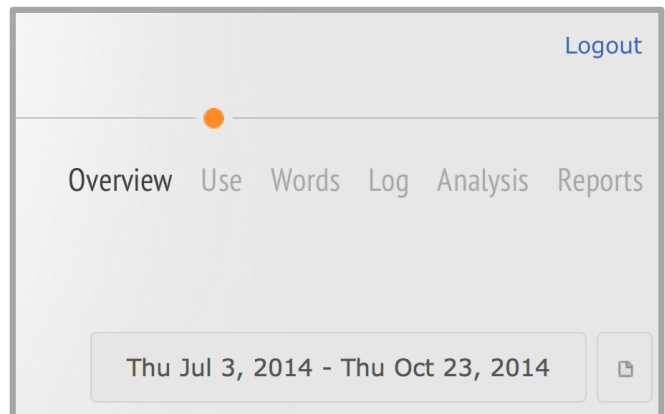 Logout
Overview Use Words Log Analysis Reports
Thu Jul 3, 2014 - Thu Oct 23, 2014